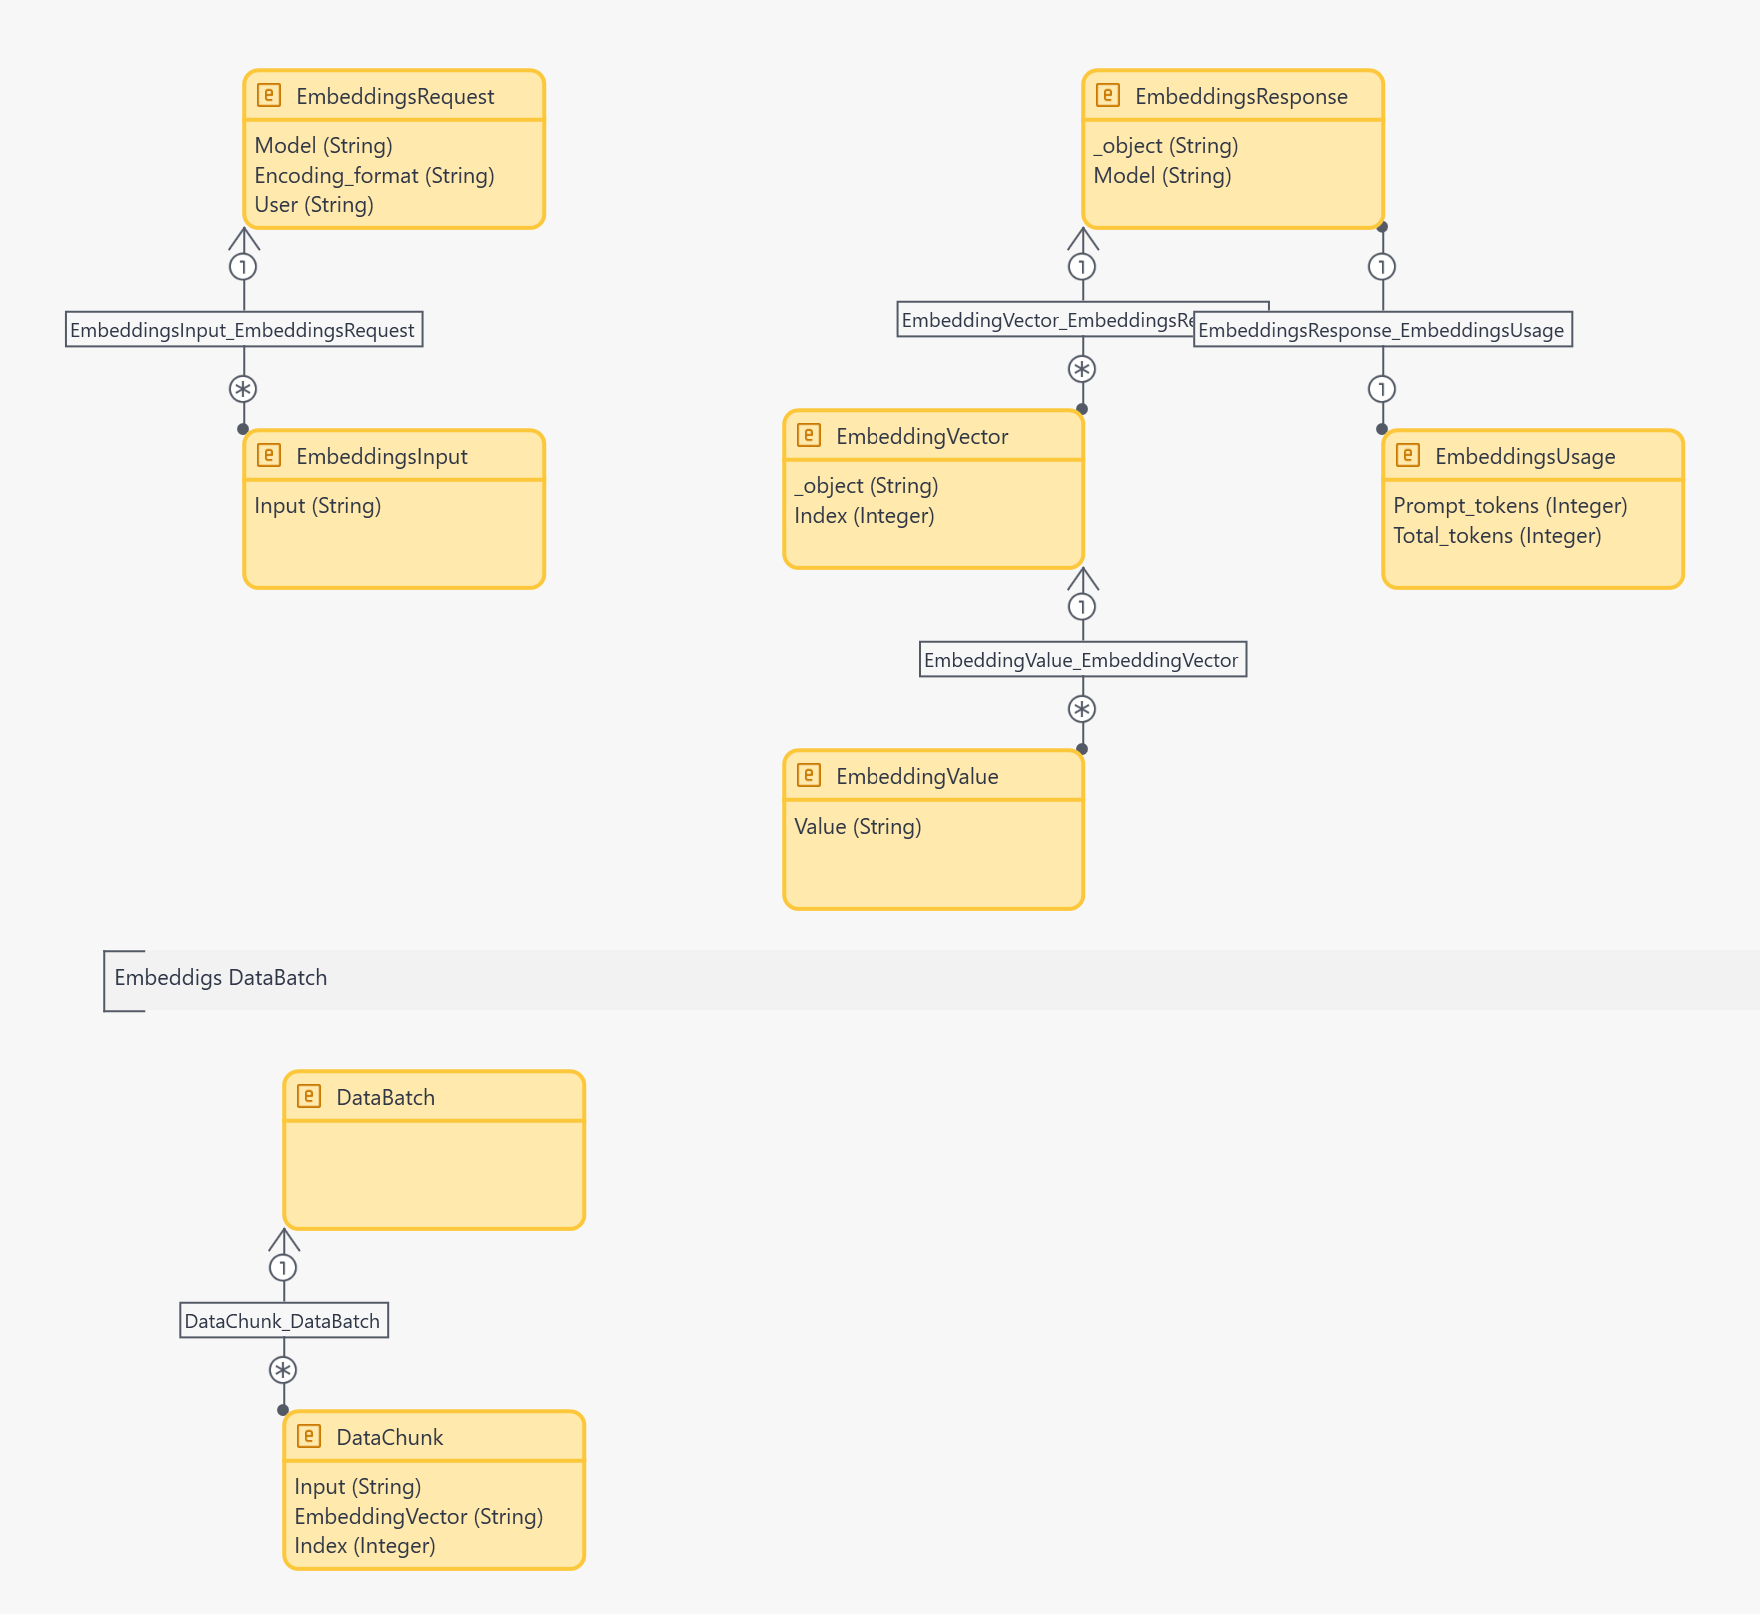 EmbeddingsRequest
Model (String)
Encoding_format (String)
User (String)
1
EmbeddingsInput_EmbeddingsRequest
*
EmbeddingsInput
Input (String)
EmbeddingsResponse
_object (String)
Model (String)
1
1
EmbeddingVector_EmbeddingsRe
EmbeddingsResponse_EmbeddingsUsage
*
1
EmbeddingVector
_object (String)
Index (Integer)
EmbeddingsUsage
Prompt_tokens (Integer)
Total_tokens (Integer)
1
EmbeddingValue_EmbeddingVector
*
EmbeddingValue
Value (String)
Embeddigs DataBatch
DataBatch
1
DataChunk_DataBatch
*
DataChunk
Input (String)
EmbeddingVector (String)
Index (Integer)